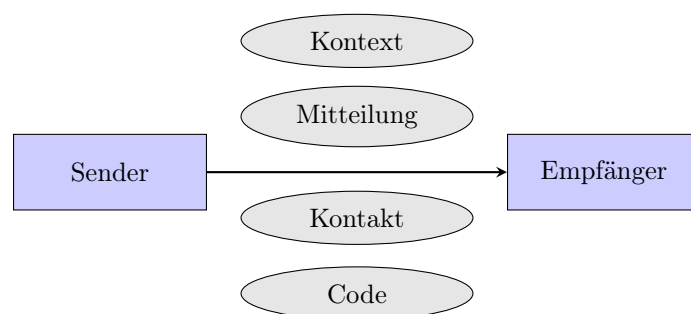 Kontext
Mitteilung
Sender
Empfänger
Kontakt
Code